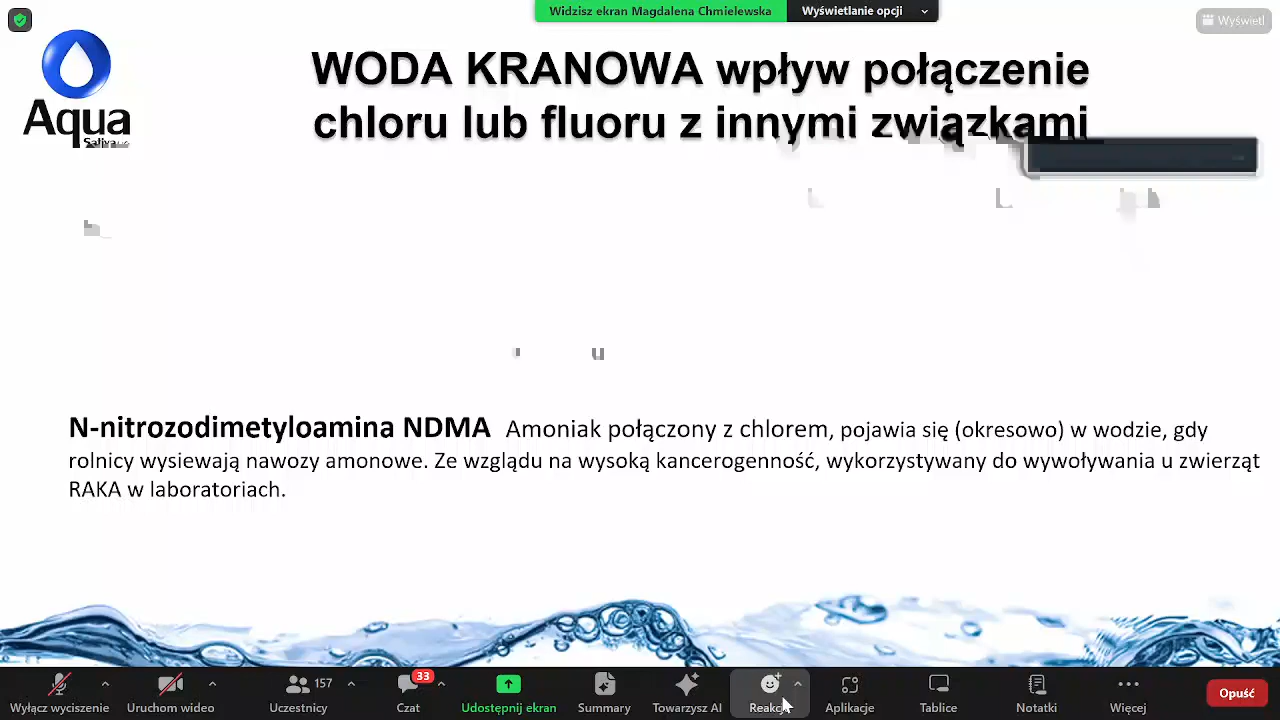 Widzisz ekran Magdalena Chmielewska
Wyświetlanie opcji
Wyświetl
Aqua
WODA KRANOWA wpływ połączenie
chloru lub fluoru z innymi związkami
N-nitrozodimetyloamina NDMA Amoniak połączony z chlorem, pojawia się (okresowo) w wodzie, gdy
rolnicy wysiewają nawozy amonowe. Ze wzglądu na wysoką kancerogenność, wykorzystywany do wywoływania u zwierząt
RAKA w laboratoriach.
157
33
Wyłącz wyciszenie
Uruchom wideo
Uczestnicy
Czat
Udostępnij ekran
Summary
Towarzysz AI
Reakcje
Aplikacje
Tablice
Notatki
Więcej
Opuść